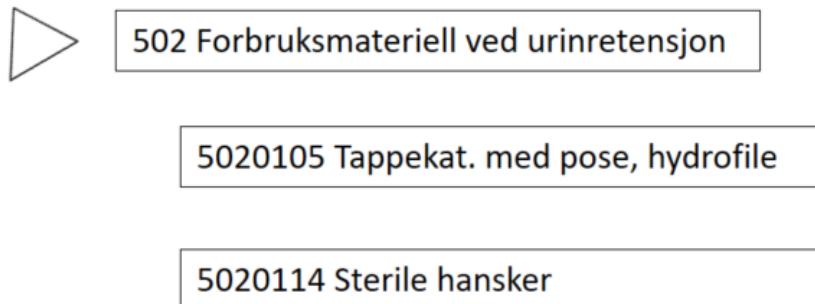 502 Forbruksmateriell ved urinretensjon
5020105 Tappekat. med pose, hydrofile
5020114 Sterile hansker